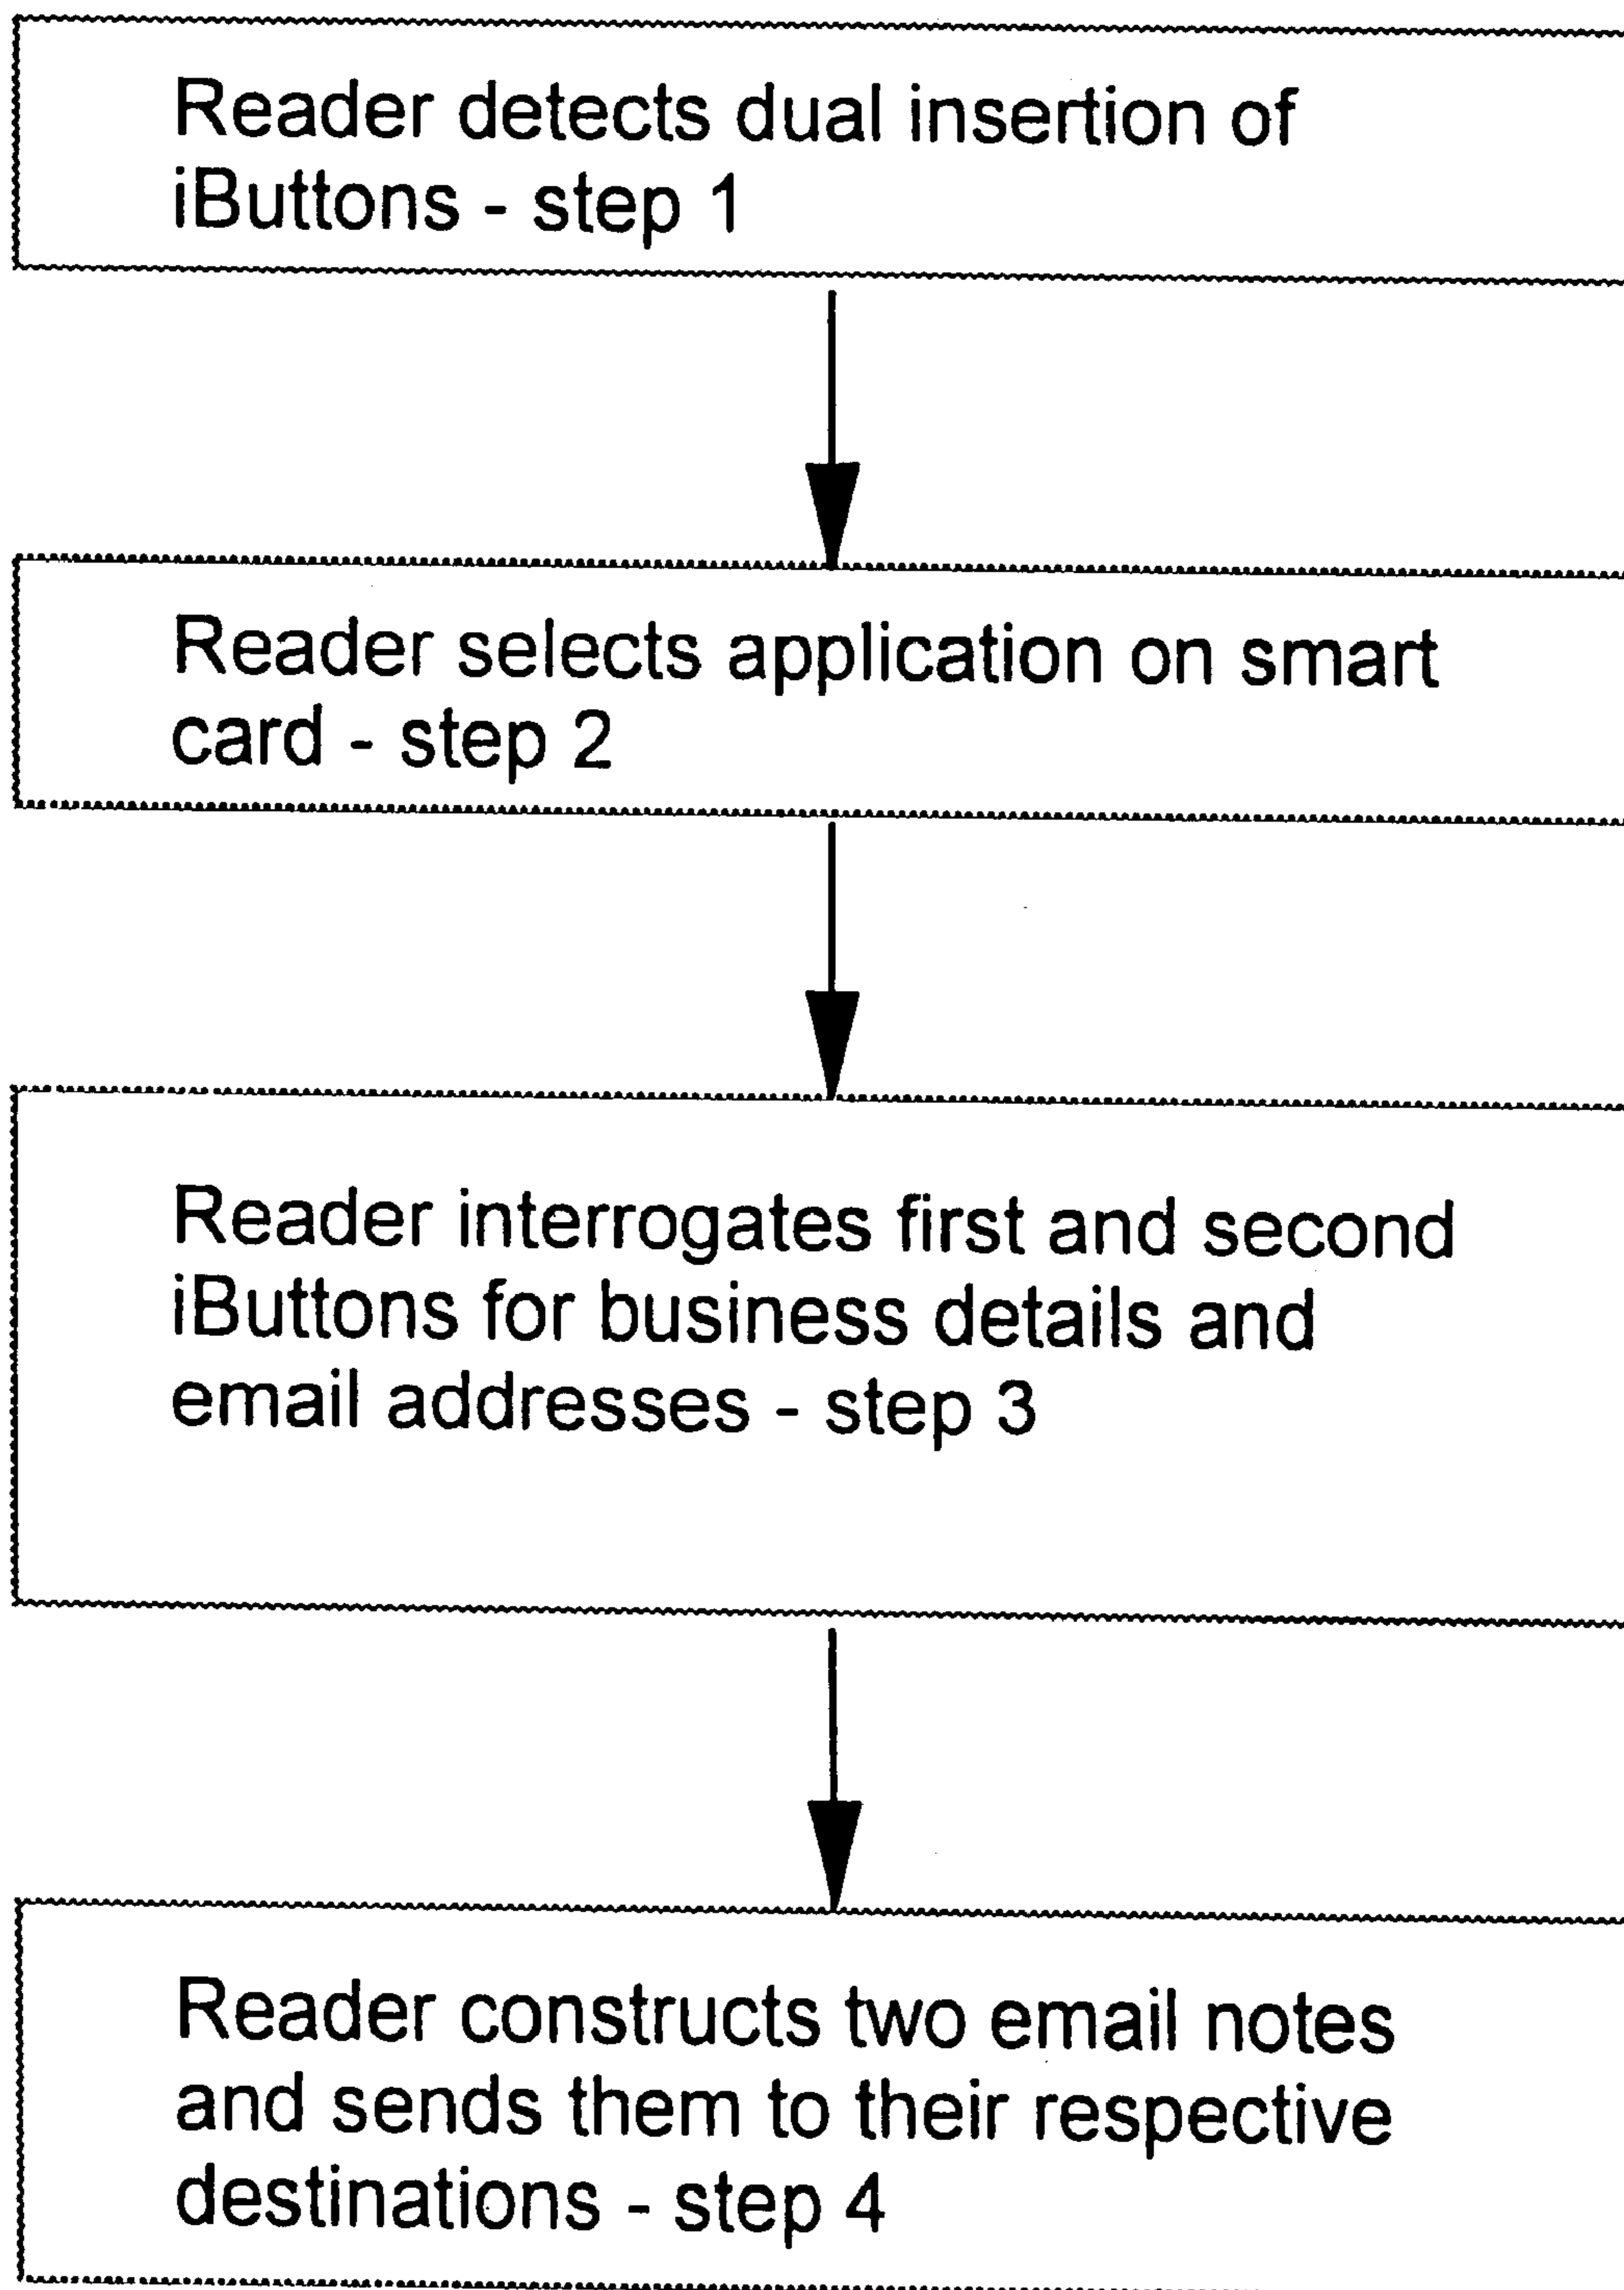 Reader detects dual insertion of
iButtons - step 1
Reader selects application on smart
card - step 2
Reader interrogates first and second
iButtons for business details and
email addresses - step 3
Reader constructs two email notes
and sends them to their respective
destinations - step 4